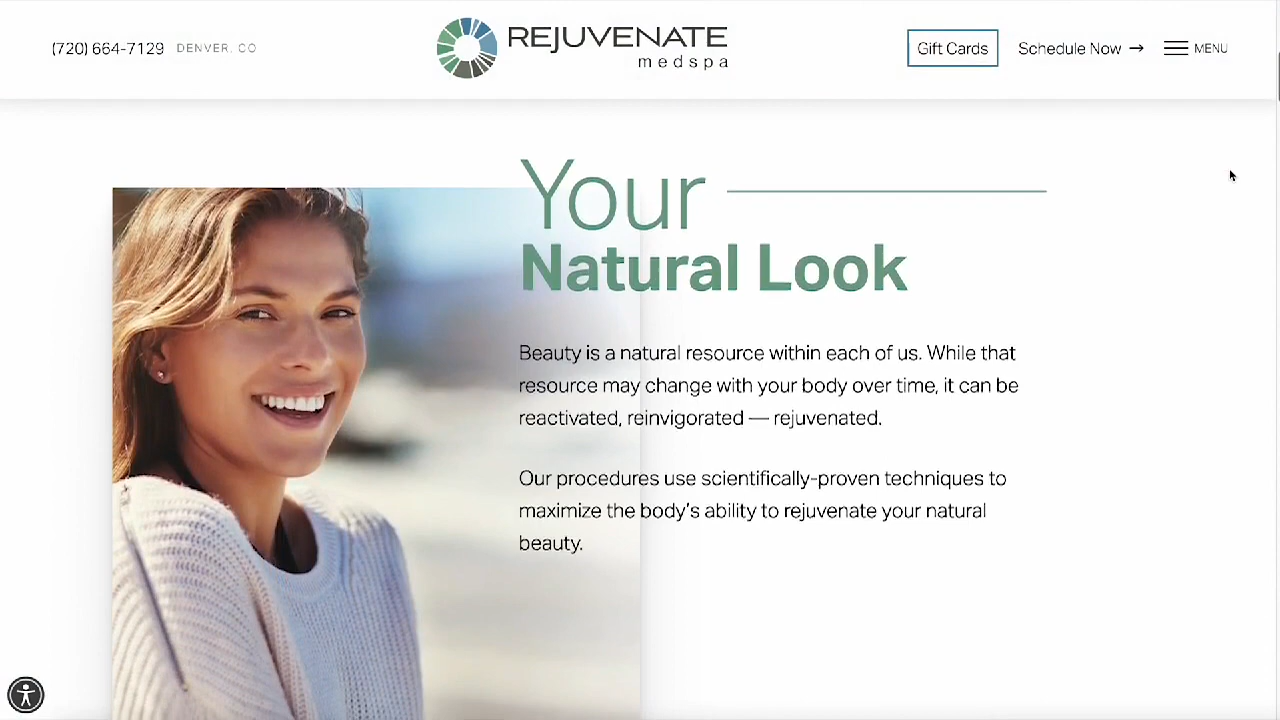 (720) 664-7129 DENVER, CO
REJUVENATE
medspa
Gift Cards
Schedule Now →
MENU
Your
Natural Look
Beauty is a natural resource within each of us. While that
resource may change with your body over time, it can be
reactivated, reinvigorated — rejuvenated.
Our procedures use scientifically-proven techniques to
maximize the body's ability to rejuvenate your natural
beauty.